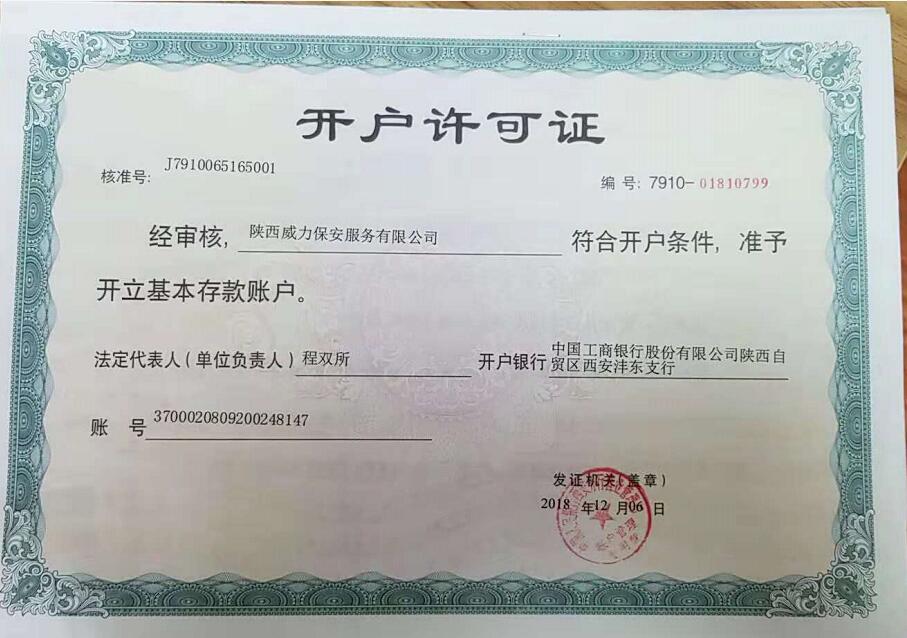 开户许可证
核准号: J7910065165001
编 号: 7910-01810799
经审核, 陕西威力保安服务有限公司 符合开户条件, 准予
开立基本存款账户。
法定代表人(单位负责人) 程双所 开户银行 中国工商银行股份有限公司陕西自
贸区西安沣东支行
账 号 3700020809200248147
发证机关(盖章)
2018 年 12 月 06 日